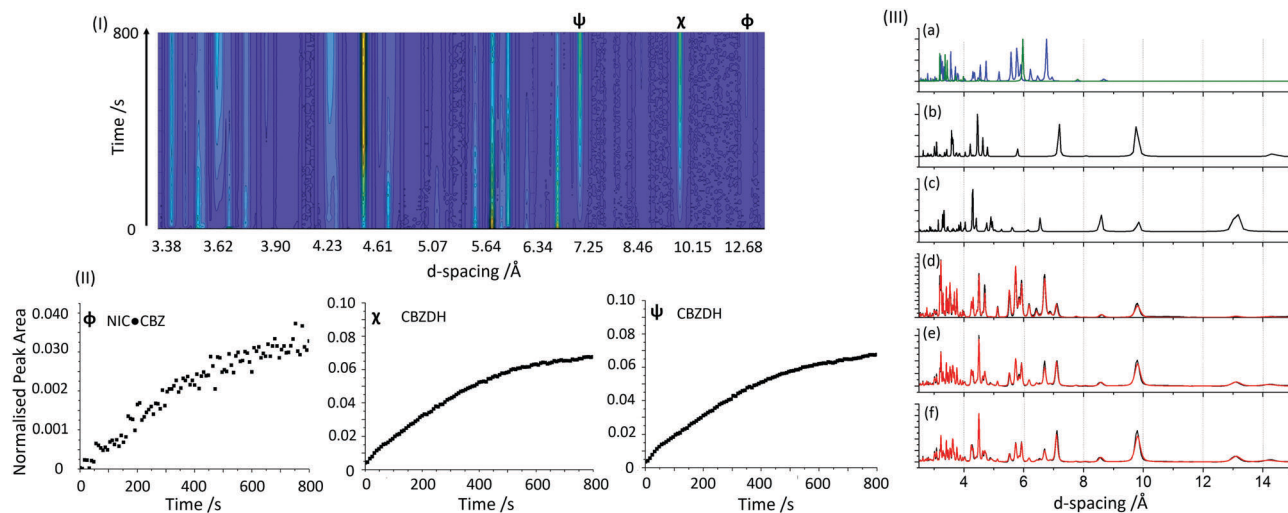 (I)
ψ χ ϕ
800
Time /s
0
3.38 3.62 3.90 4.23 4.61 5.07 5.64 6.34 7.25 8.46 10.15 12.68
d-spacing /Å
(II)
Normalised Peak Area
0.040
0.030
0.002
0.001
0
ϕ NIC●CBZ
0 200 400 600 800
Time /s
0.10
0.08
0.06
0.04
0.02
0
χ CBZDH
0 200 400 600 800
Time /s
0.10
0.08
0.06
0.04
0.02
0
ψ CBZDH
0 200 400 600 800
Time /s
(III)
(a)
(b)
(c)
(d)
(e)
(f)
4 6 8 10 12 14
d-spacing /Å